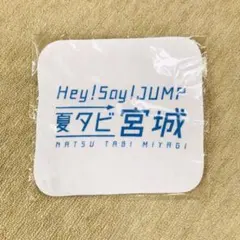 Hey!Say!JUMP
夏タビ宮城
NATSU TABI MIYAGI